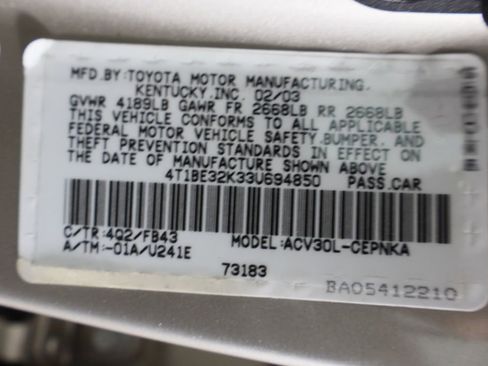 MFD.BY:TOYOTA MOTOR MANUFACTURING.
KENTUCKY,INC. 02/03
GVWR 4189LB GAWR FR 2668LB RR 2668LB
THIS VEHICLE CONFORMS TO ALL APPLICABLE
FEDERAL MOTOR VEHICLE SAFETY,BUMPER, AND
THEFT PREVENTION STANDARDS IN EFFECT ON
THE DATE OF MANUFACTURE SHOWN ABOVE
4T1BE32K33U694850 PASS.CAR
C/TR:4Q2/FB43 MODEL:ACV30L-CEPNKA
A/TM:-01A/U241E
73183
BA05412210